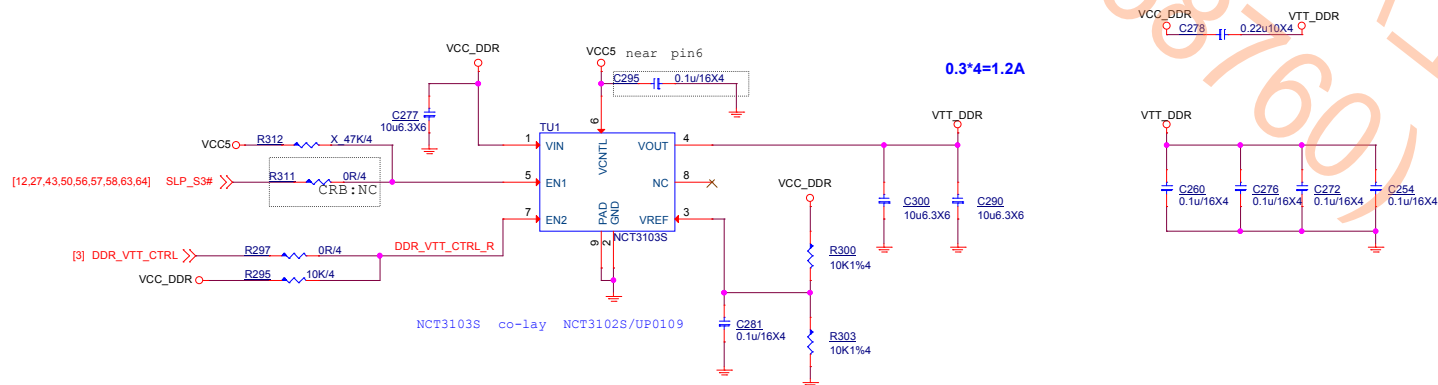 VCC_DDR
VTT_DDR
C278
0.22u10X4
VCC_DDR
VCC5
near pin6
C295
0.1u/16X4
0.3*4=1.2A
C277
10u6.3X6
TU1
6
VTT_DDR
VTT_DDR
VCC5
R312
X_47K/4
1
VIN
VCNTL
VOUT
4
[12,27,43,50,56,57,58,63,64]
SLP_S3#
R311
0R/4
CRB:NC
5
EN1
NC
8
VCC_DDR
7
EN2
PAD
GND
VREF
3
C300
10u6.3X6
C290
10u6.3X6
C260
0.1u/16X4
C276
0.1u/16X4
C272
0.1u/16X4
C254
0.1u/16X4
9
2
NCT3103S
[3]
DDR_VTT_CTRL
R297
0R/4
DDR_VTT_CTRL_R
R300
10K1%4
VCC_DDR
R295
10K/4
NCT3103S co-lay NCT3102S/UP0109
C281
0.1u/16X4
R303
10K1%4